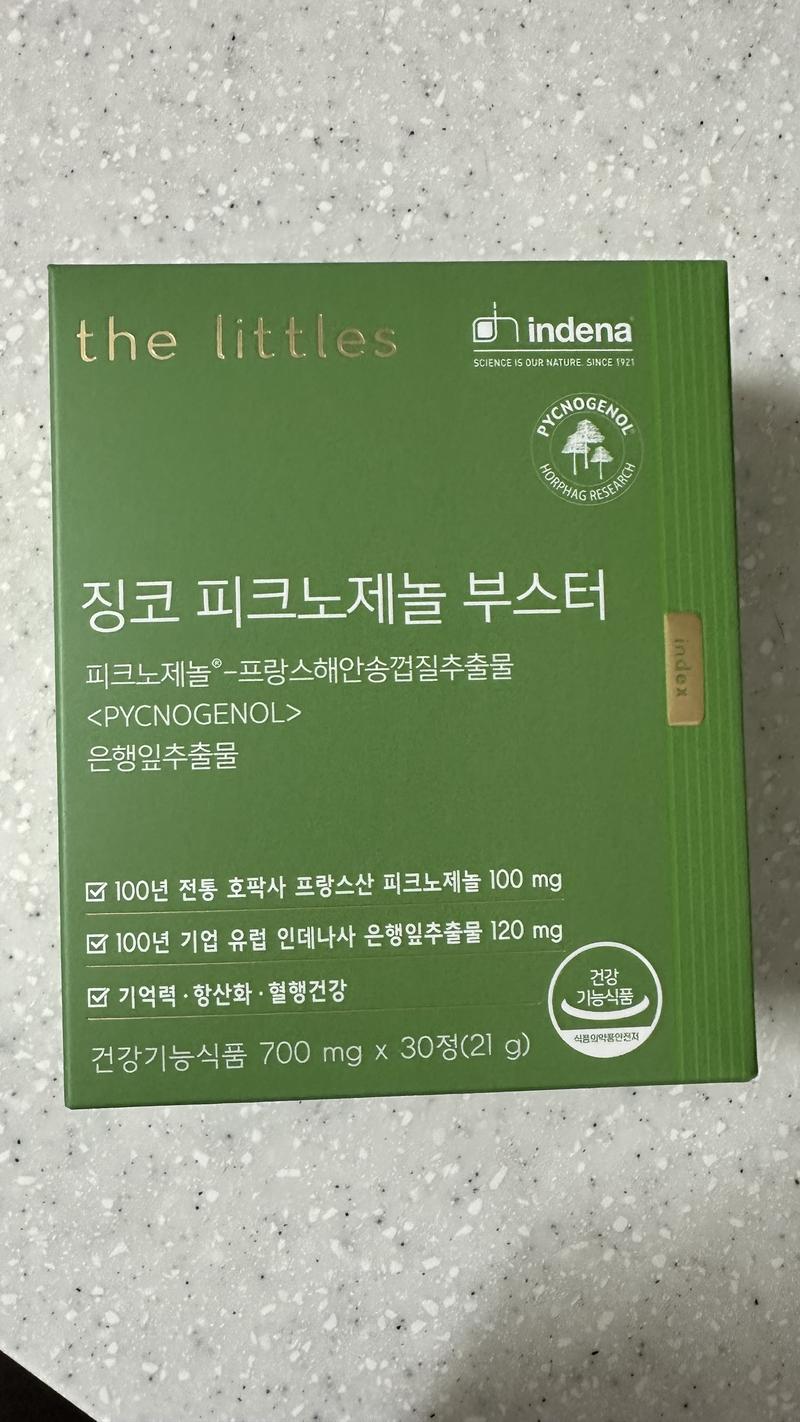 the littles
indena
SCIENCE IS OUR NATURE. SINCE 1921
PYCNOGENOL
HORPHAG RESEARCH
징코 피크노제놀 부스터
피크노제놀®-프랑스해안송껍질추출물
<PYCNOGENOL>
은행잎추출물
index
100년 전통 호팍사 프랑스산 피크노제놀 100 mg
100년 기업 유럽 인데나사 은행잎추출물 120 mg
기억력·항산화·혈행건강
건강
기능식품
식품의약품안전처
건강기능식품 700 mg x 30정(21 g)